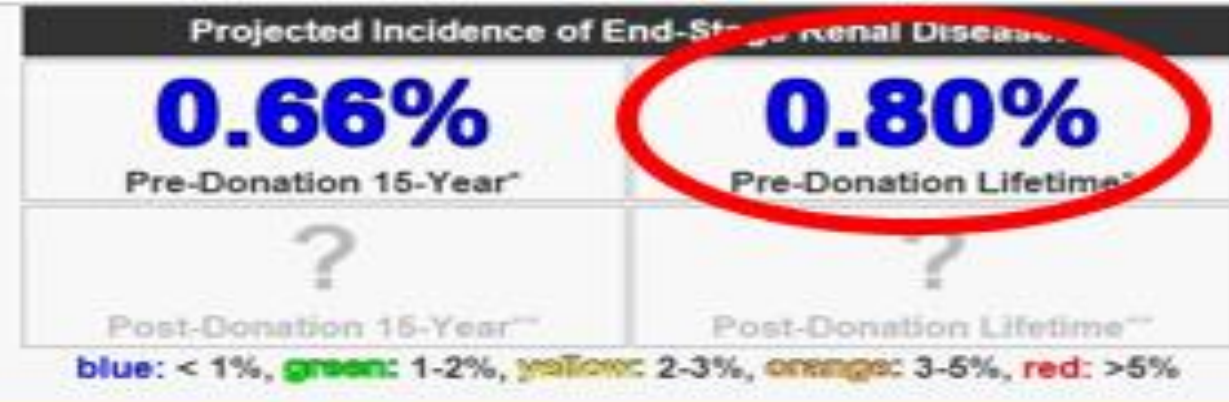 Projected Incidence of End-Stage Renal Disease
0.66% 0.80%
Pre-Donation 15-Year* Pre-Donation Lifetime*
? ?
Post-Donation 15-Year** Post-Donation Lifetime**
blue: < 1%, green: 1-2%, yellow: 2-3%, orange: 3-5%, red: >5%